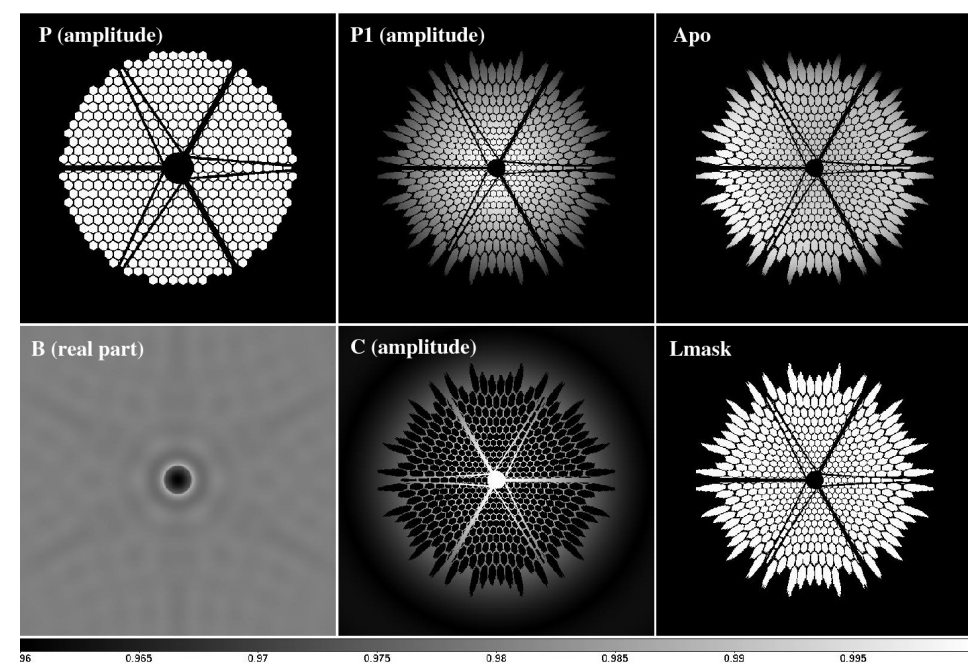 P (amplitude)
P1 (amplitude)
Apo
B (real part)
C (amplitude)
Lmask
96 0.965 0.97 0.975 0.98 0.985 0.99 0.995